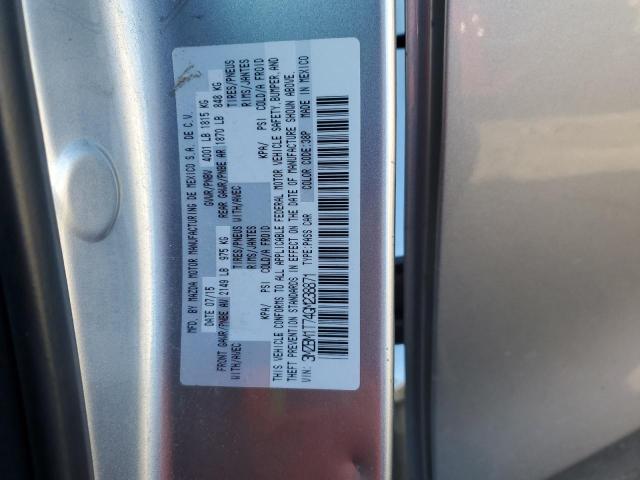 BY MAZDA MOTOR MANUFACTURING DE MEXICO S.A. DE C.V.
DATE 07/15 GVWR/PNBV 4001 LB 1815 KG
FRONT GAWR/PNBE AV 2149 LB 975 KG REAR GAWR/PNBE AR 1870 LB 848 KG
WITH/AVEC TIRES/PNEUS WITH/AVEC TIRES/PNEUS
RIMS/JANTES RIMS/JANTES
KPA/ PSI COLD/A FROID KPA/ PSI COLD/A FROID
THIS VEHICLE CONFORMS TO ALL APPLICABLE FEDERAL MOTOR VEHICLE SAFETY, BUMPER, AND
THEFT PREVENTION STANDARDS IN EFFECT ON THE DATE OF MANUFACTURE SHOWN ABOVE.
VIN: 3MZBM1T74GM238871 TYPE:PASS CAR COLOR CODE:38P MADE IN MEXICO